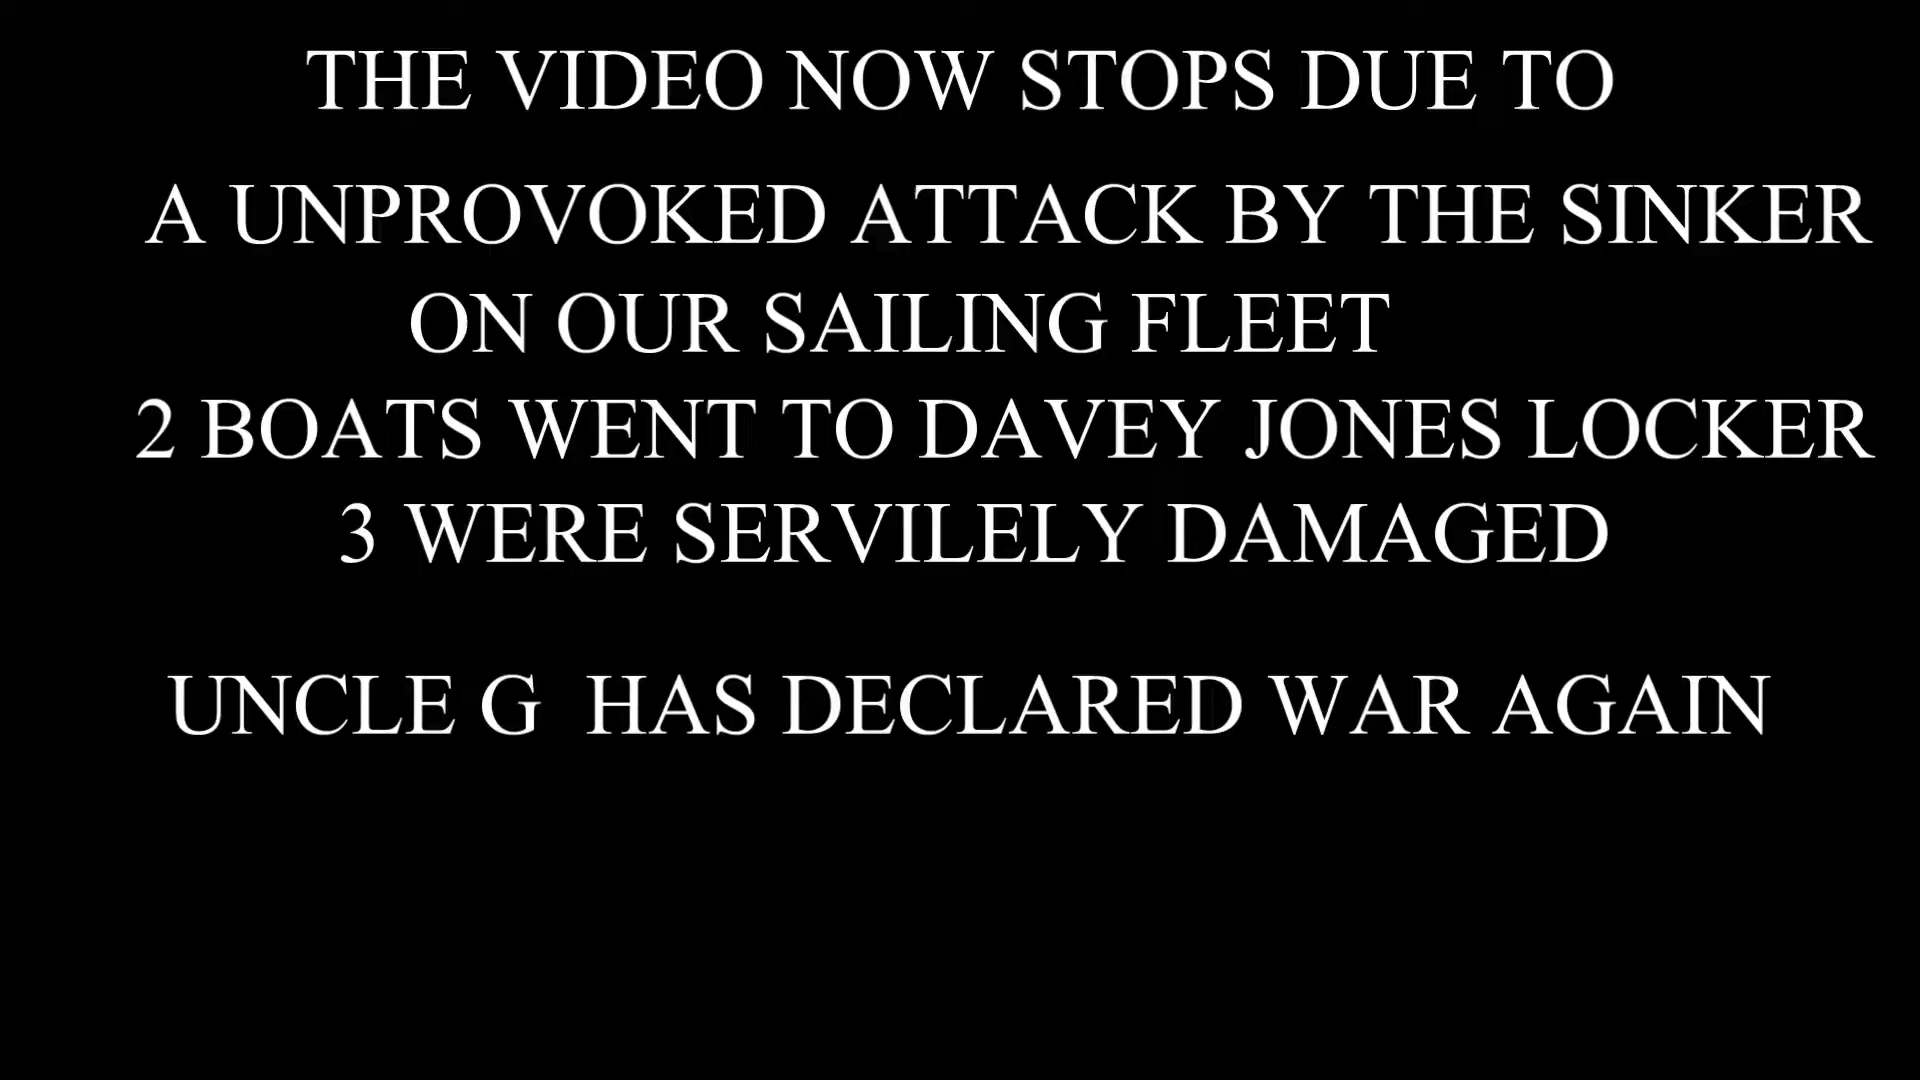 THE VIDEO NOW STOPS DUE TO
A UNPROVOKED ATTACK BY THE SINKER
ON OUR SAILING FLEET
2 BOATS WENT TO DAVEY JONES LOCKER
3 WERE SERVILELY DAMAGED
UNCLE G  HAS DECLARED WAR AGAIN